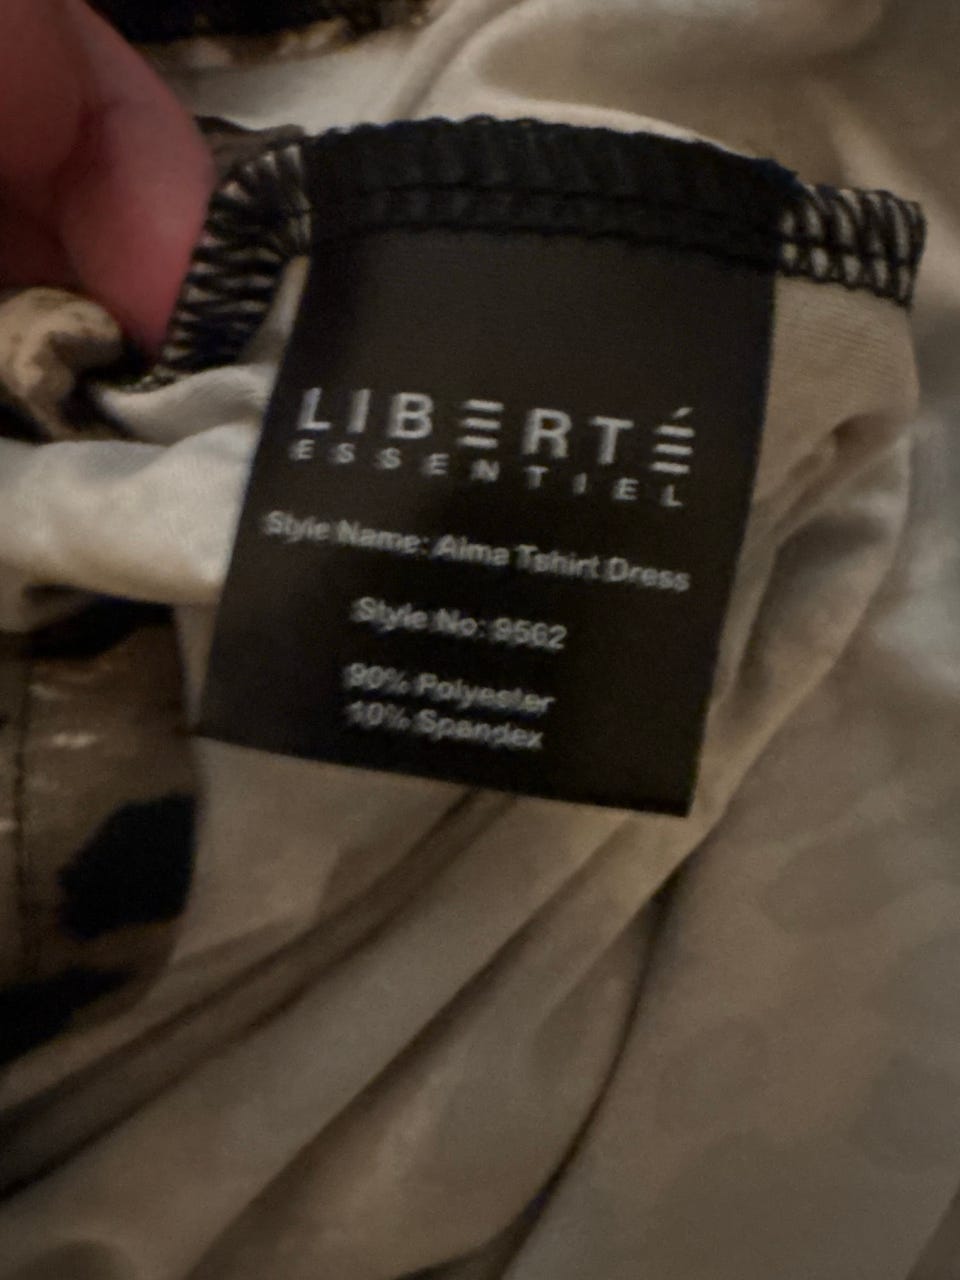 LIBERTÉ
ESSENTIEL
Style Name: Alma Tshirt Dress
Style No: 9562
90% Polyester
10% Spandex